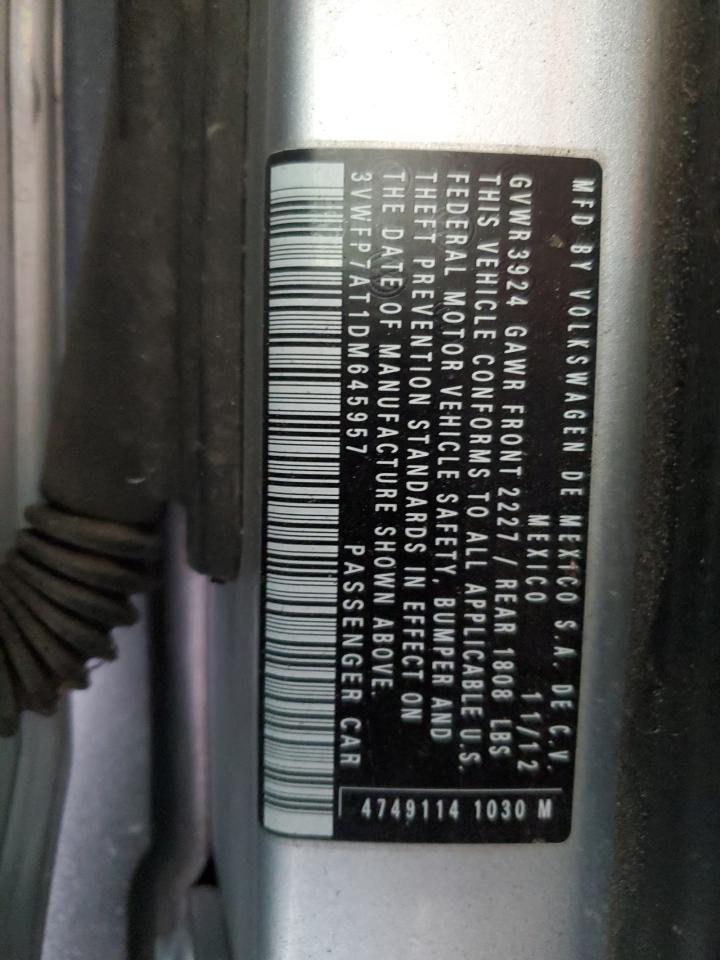 MFD BY VOLKSWAGEN DE MEXICO S.A. DE C.V.
MEXICO 11/12
GVWR 3924 GAWR FRONT 2227 / REAR 1808 LBS
THIS VEHICLE CONFORMS TO ALL APPLICABLE U.S.
FEDERAL MOTOR VEHICLE SAFETY, BUMPER AND
THEFT PREVENTION STANDARDS IN EFFECT ON
THE DATE OF MANUFACTURE SHOWN ABOVE.
3VWFP7AT1DM645957 PASSENGER CAR
4749114 1030 M